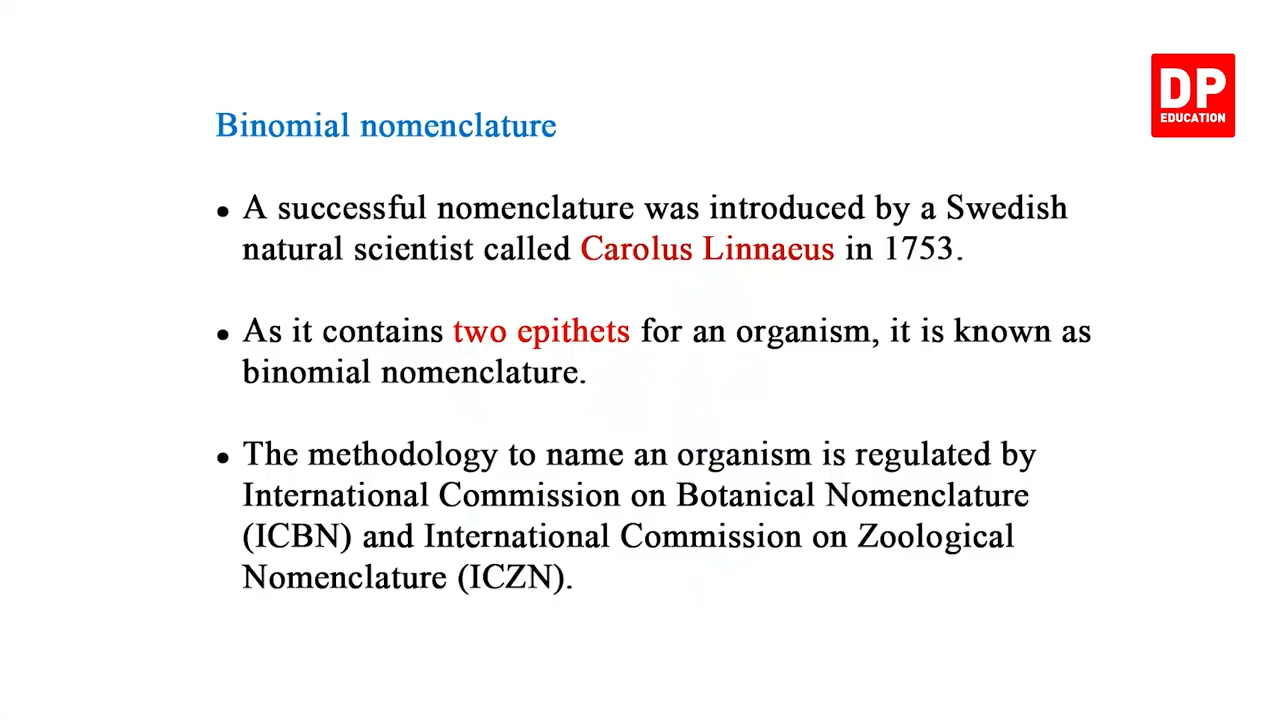 DP
EDUCATION
Binomial nomenclature
• A successful nomenclature was introduced by a Swedish
natural scientist called Carolus Linnaeus in 1753.
• As it contains two epithets for an organism, it is known as
binomial nomenclature.
• The methodology to name an organism is regulated by
International Commission on Botanical Nomenclature
(ICBN) and International Commission on Zoological
Nomenclature (ICZN).